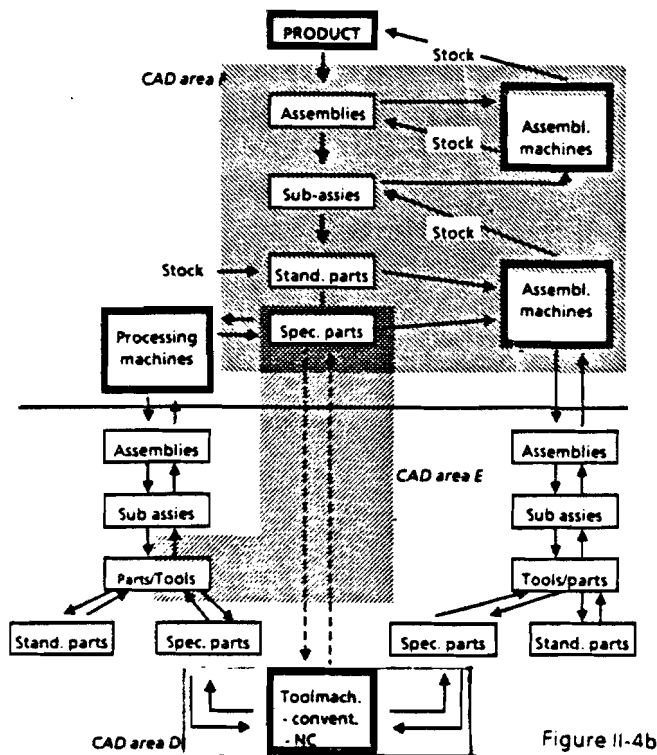 PRODUCT
Stock
CAD area F
Assemblies
Assembl.
machines
Stock
Sub-assies
Stock
Stock
Stand. parts
Assembl.
machines
Processing
machines
Spec. parts
Assemblies
Assemblies
CAD area E
Sub assies
Sub assies
Parts/Tools
Tools/parts
Stand. parts
Spec. parts
Spec. parts
Stand. parts
Toolmach.
- convent.
- NC
CAD area D
Figure II-4b